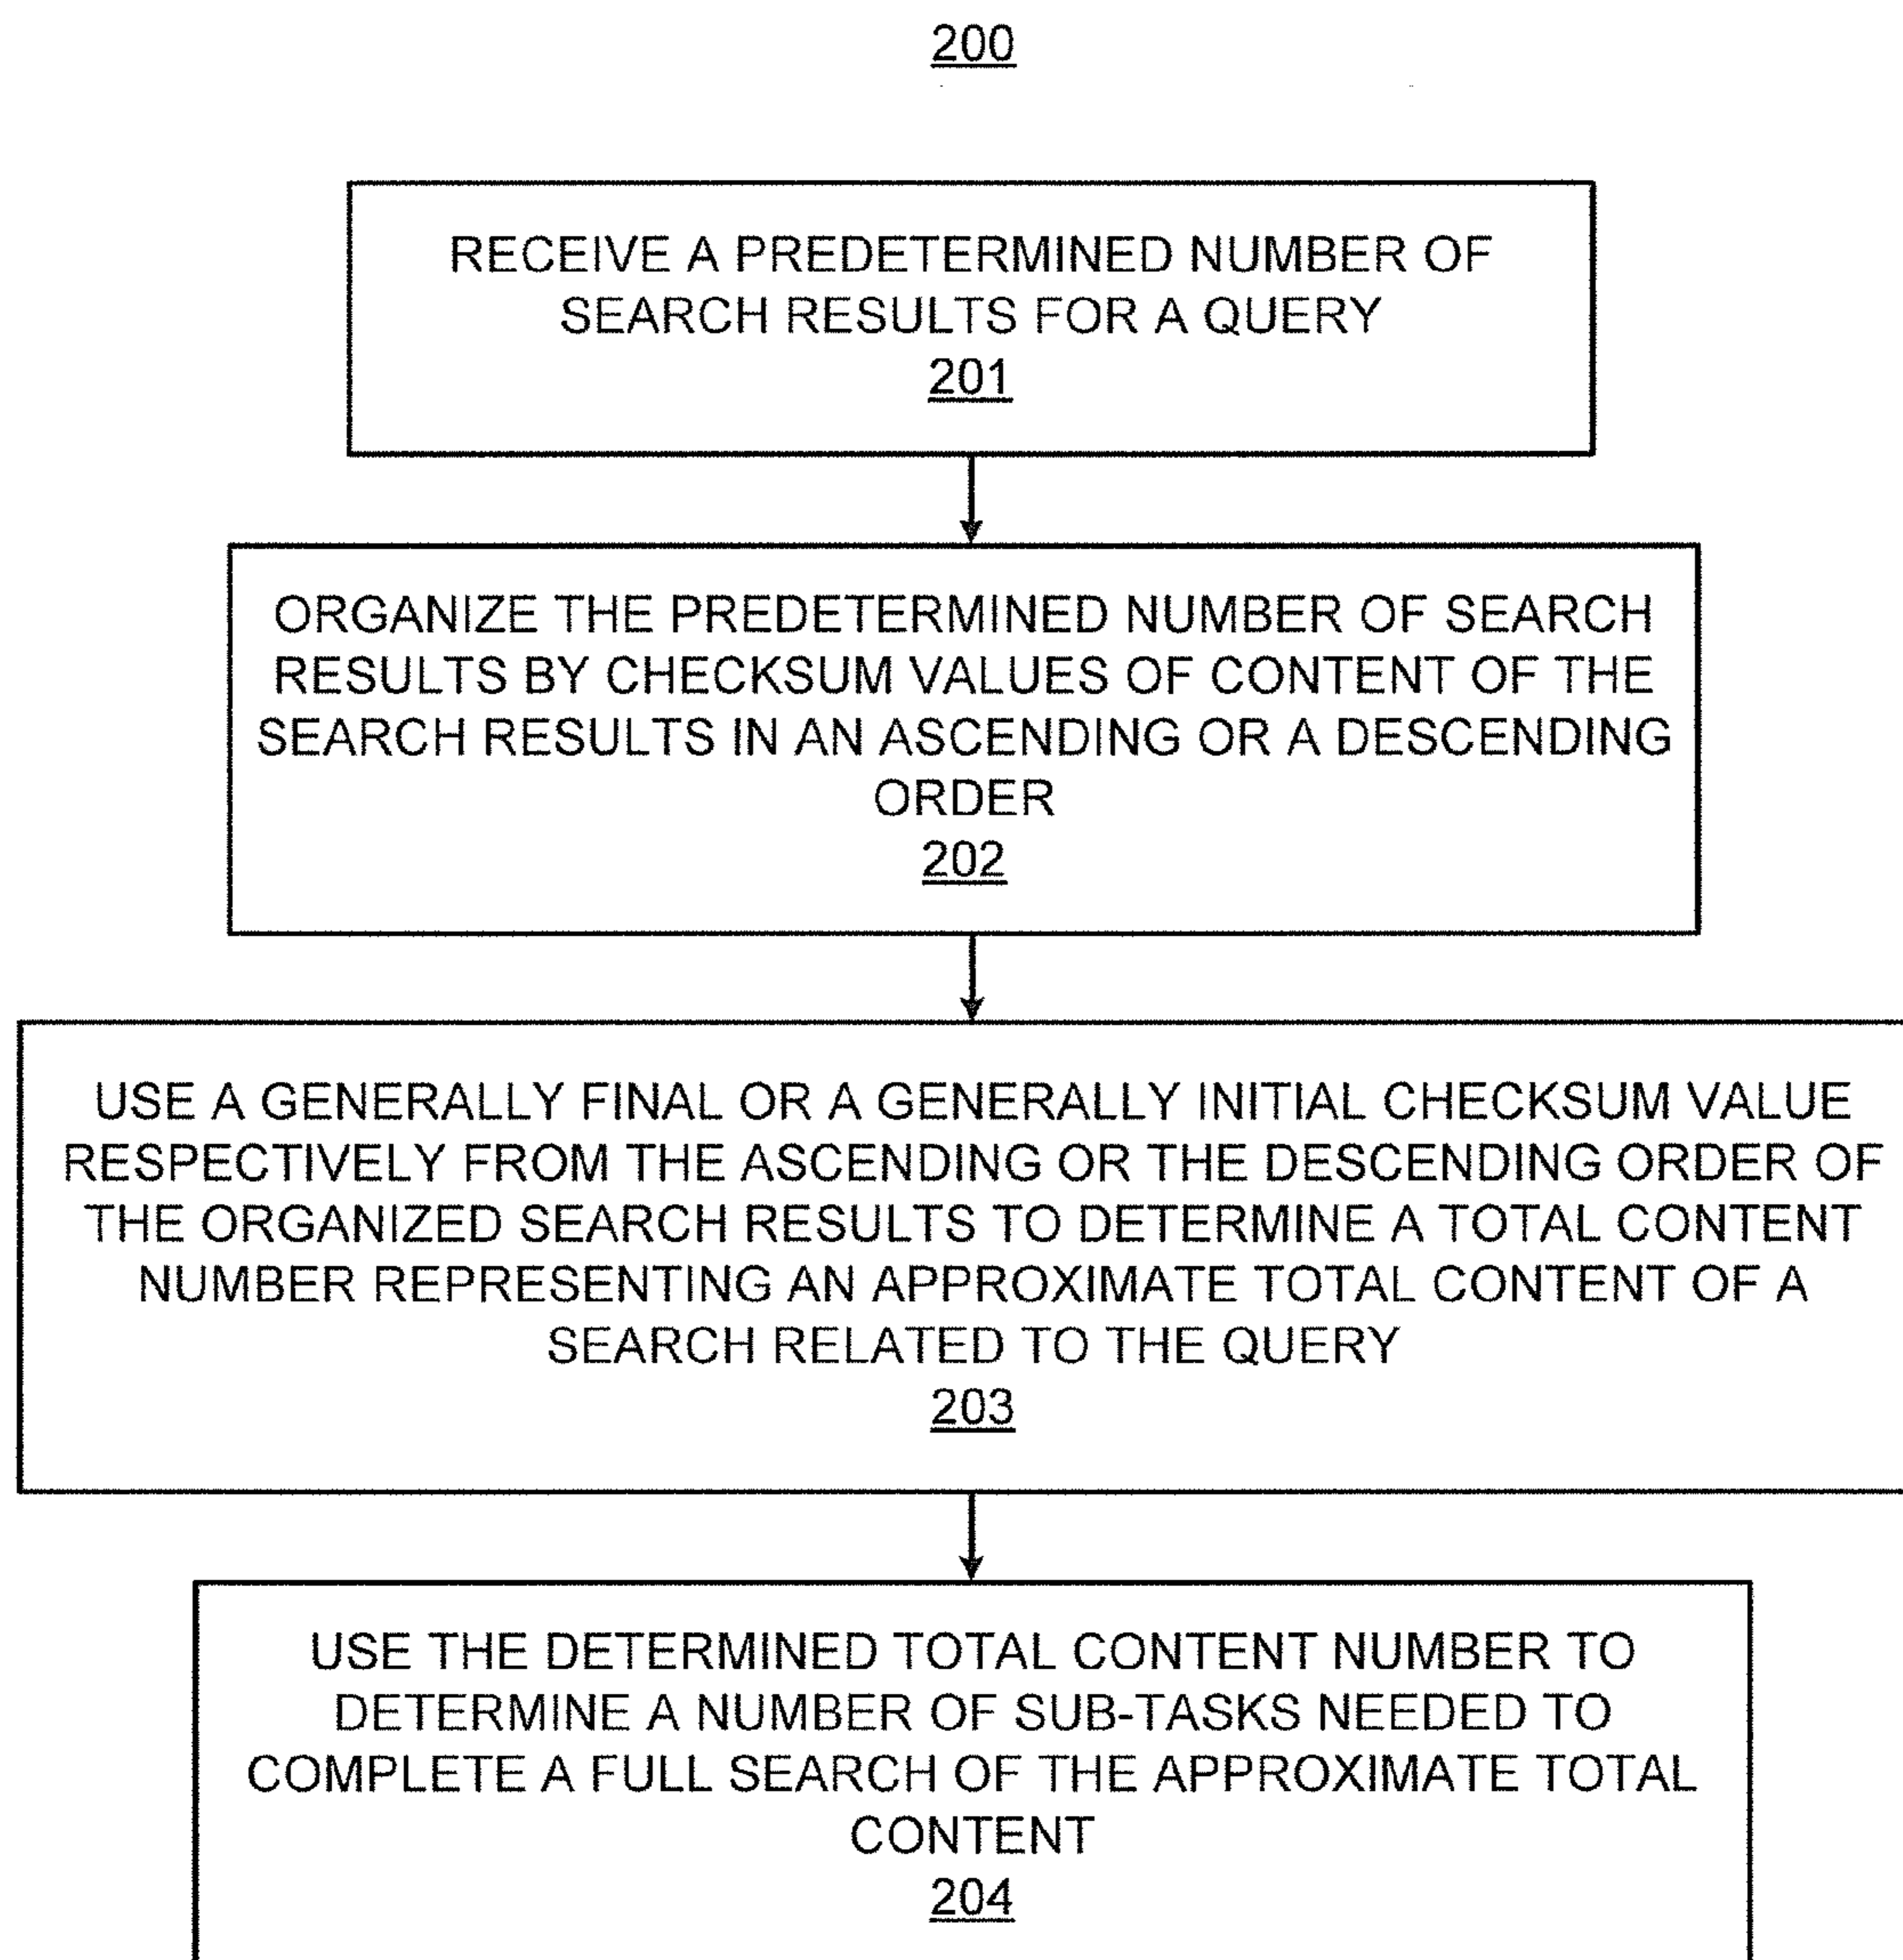 200
RECEIVE A PREDETERMINED NUMBER OF
SEARCH RESULTS FOR A QUERY
201
ORGANIZE THE PREDETERMINED NUMBER OF SEARCH
RESULTS BY CHECKSUM VALUES OF CONTENT OF THE
SEARCH RESULTS IN AN ASCENDING OR A DESCENDING
ORDER
202
USE A GENERALLY FINAL OR A GENERALLY INITIAL CHECKSUM VALUE
RESPECTIVELY FROM THE ASCENDING OR THE DESCENDING ORDER OF
THE ORGANIZED SEARCH RESULTS TO DETERMINE A TOTAL CONTENT
NUMBER REPRESENTING AN APPROXIMATE TOTAL CONTENT OF A
SEARCH RELATED TO THE QUERY
203
USE THE DETERMINED TOTAL CONTENT NUMBER TO
DETERMINE A NUMBER OF SUB-TASKS NEEDED TO
COMPLETE A FULL SEARCH OF THE APPROXIMATE TOTAL
CONTENT
204